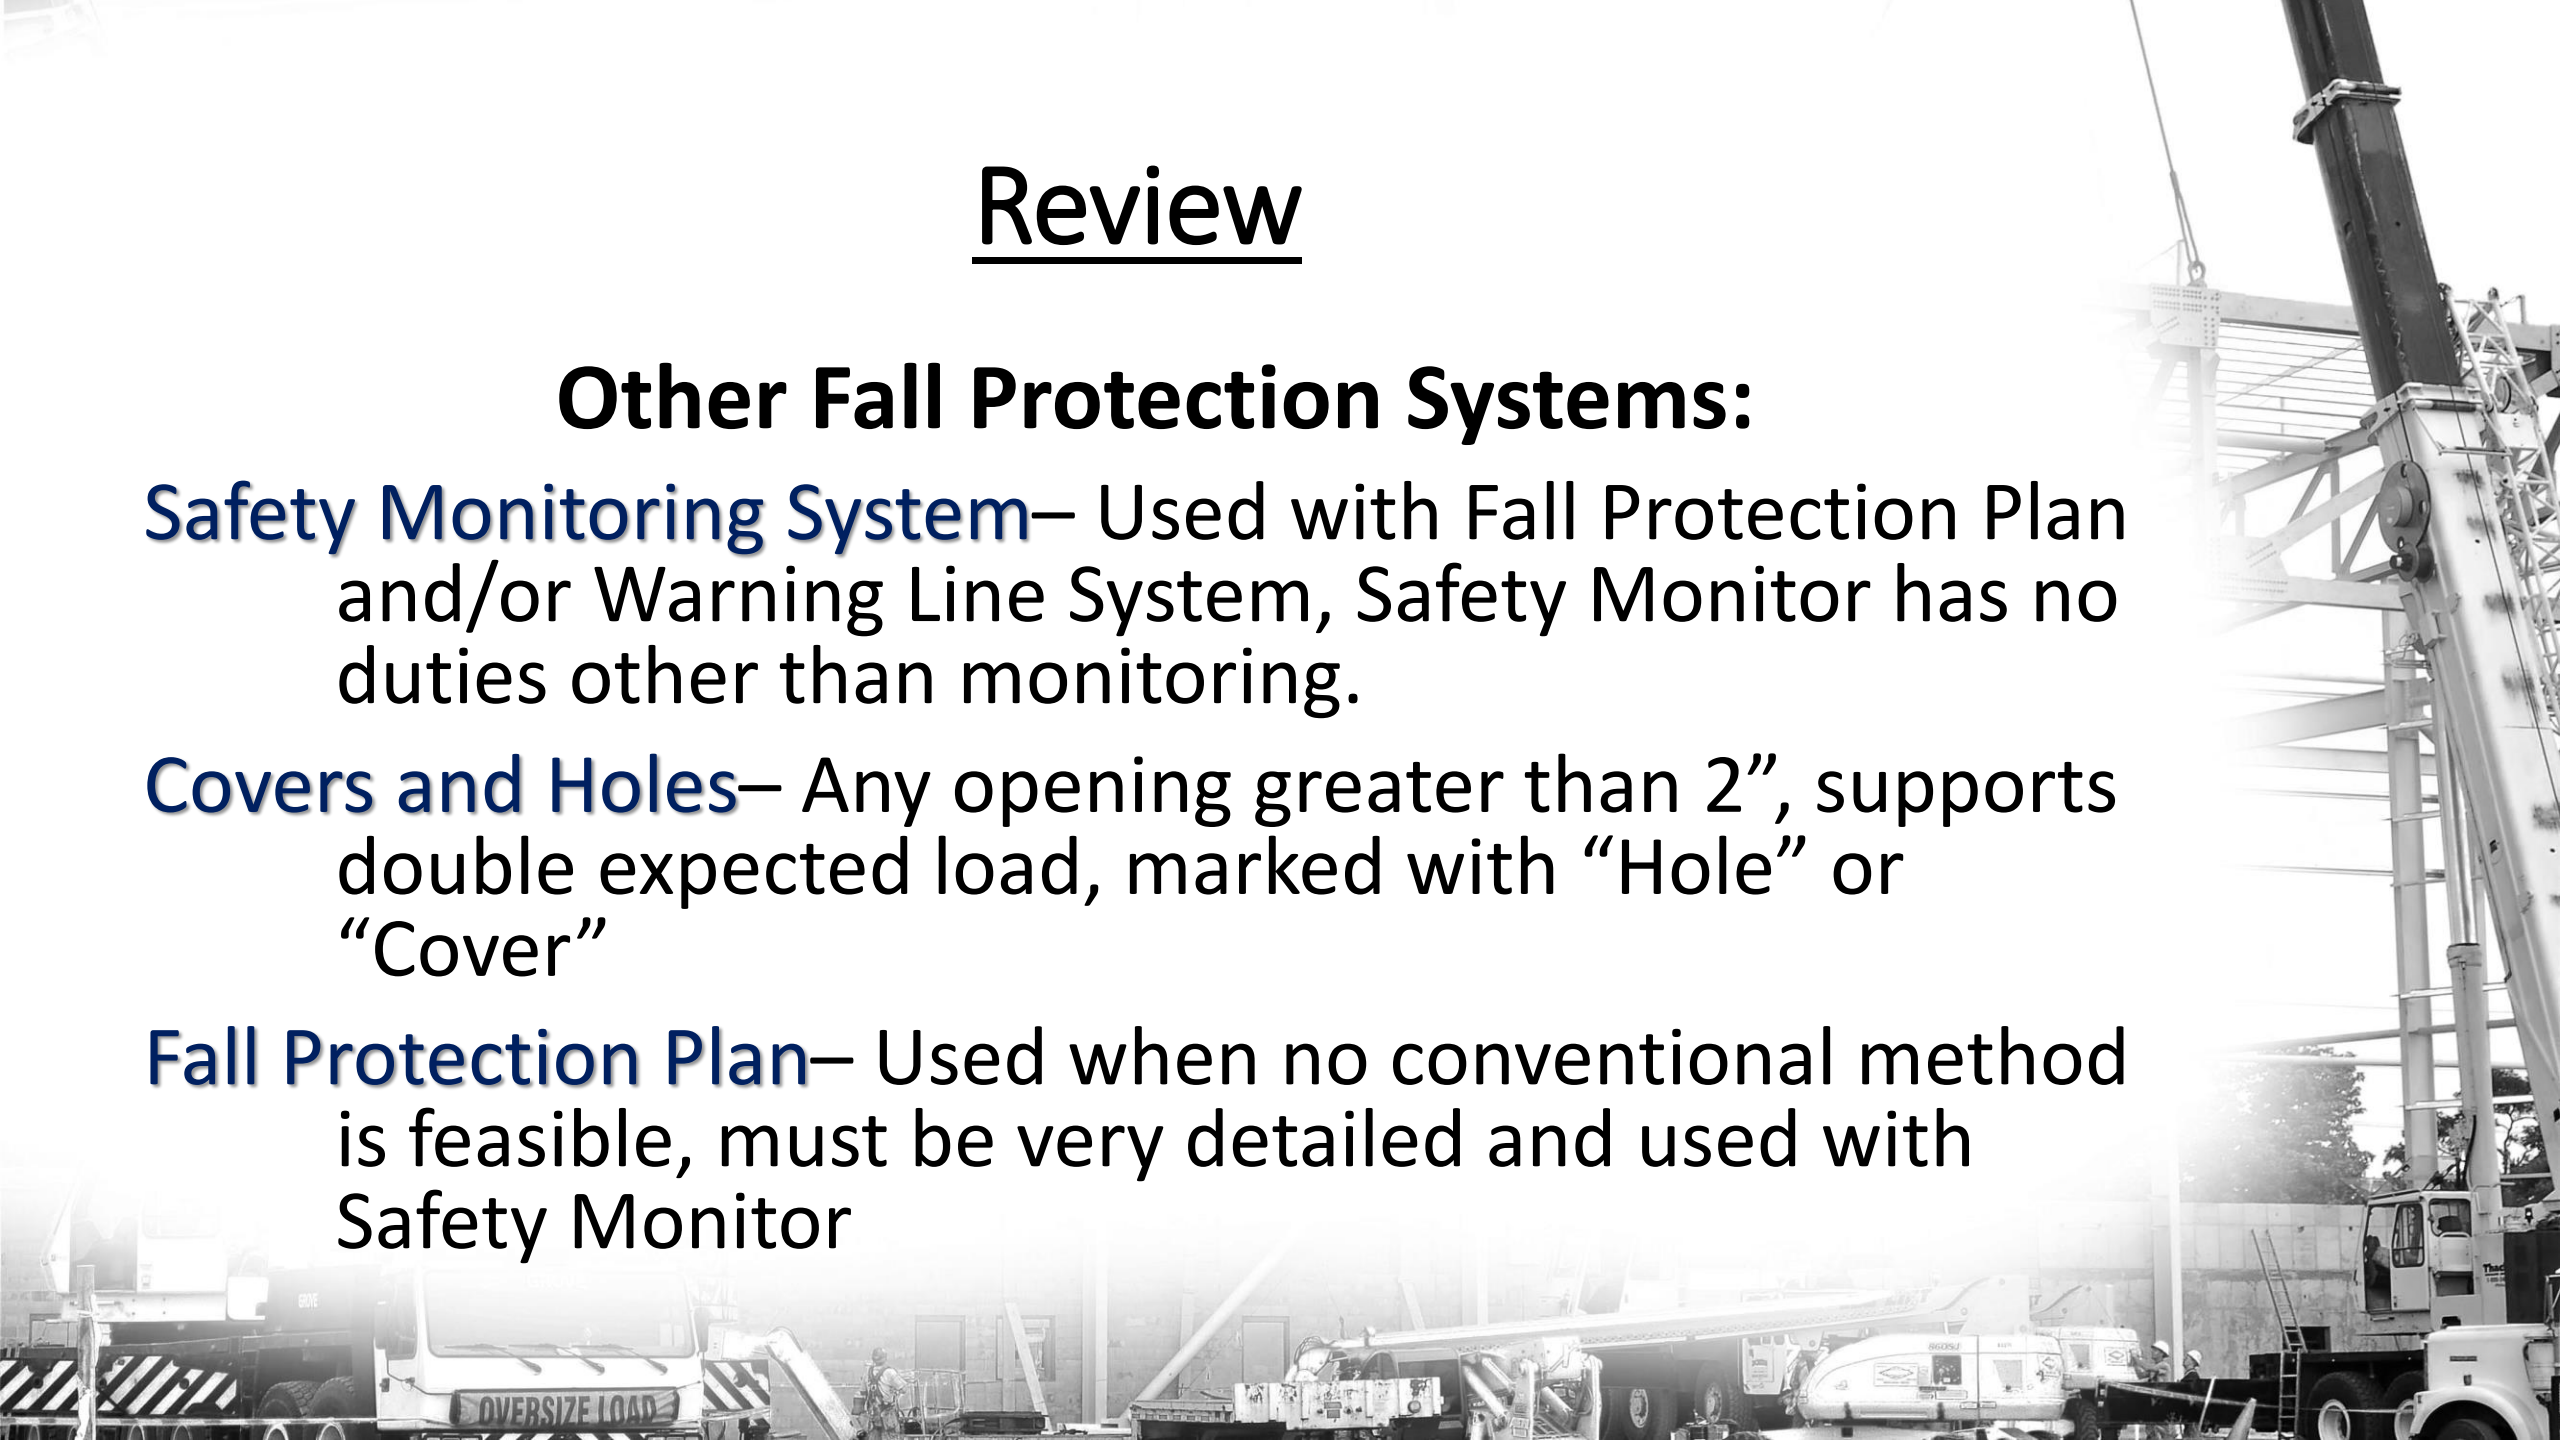 Review
Other Fall Protection Systems:
Safety Monitoring System– Used with Fall Protection Plan
and/or Warning Line System, Safety Monitor has no
duties other than monitoring.
Covers and Holes– Any opening greater than 2”, supports
double expected load, marked with “Hole” or
“Cover”
Fall Protection Plan– Used when no conventional method
is feasible, must be very detailed and used with
Safety Monitor
GROVE
OVERSIZE LOAD